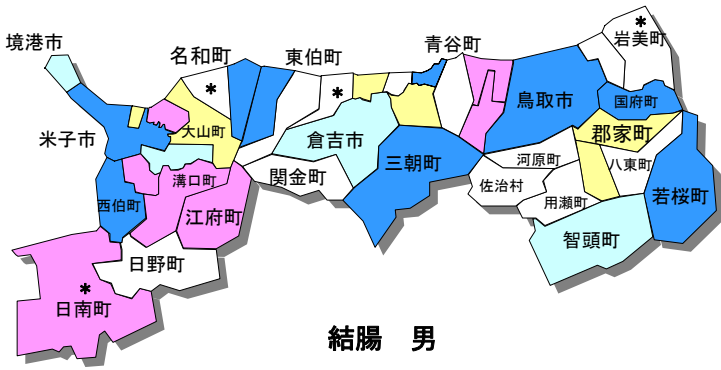 境港市
名和町
東伯町
青谷町
岩美町
*
*
*
米子市
大山町
倉吉市
三朝町
鳥取市
国府町
郡家町
河原町
八東町
西伯町
溝口町
関金町
佐治村
用瀬町
若桜町
江府町
智頭町
日野町
*
日南町
結腸 男